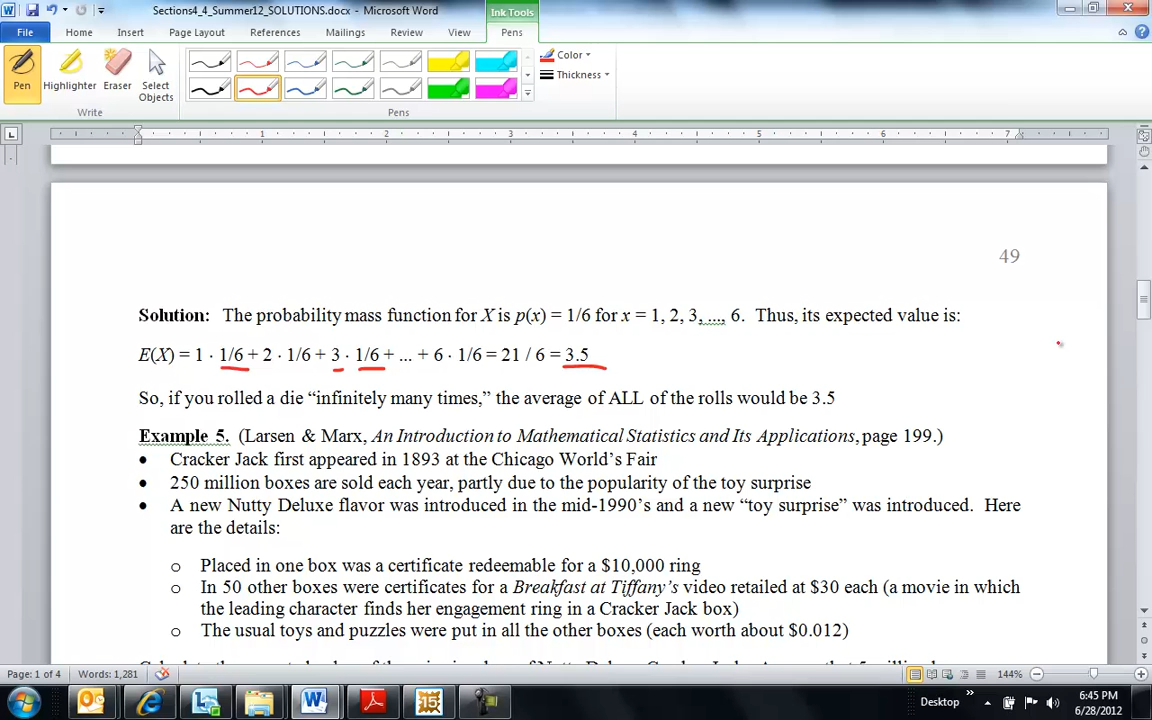 Sections4_4_Summer12_SOLUTIONS.docx - Microsoft Word
Ink Tools
File Home Insert Page Layout References Mailings Review View Pens
Pen Highlighter Eraser Select Objects
Color
Thickness
Write Pens
1 2 3 4 5 6 7
49
Solution: The probability mass function for X is p(x) = 1/6 for x = 1, 2, 3, ..., 6. Thus, its expected value is:
E(X) = 1 · 1/6 + 2 · 1/6 + 3 · 1/6 + ... + 6 · 1/6 = 21 / 6 = 3.5
So, if you rolled a die “infinitely many times,” the average of ALL of the rolls would be 3.5
Example 5. (Larsen & Marx, An Introduction to Mathematical Statistics and Its Applications, page 199.)
• Cracker Jack first appeared in 1893 at the Chicago World’s Fair
• 250 million boxes are sold each year, partly due to the popularity of the toy surprise
• A new Nutty Deluxe flavor was introduced in the mid-1990’s and a new “toy surprise” was introduced. Here
are the details:
o Placed in one box was a certificate redeemable for a $10,000 ring
o In 50 other boxes were certificates for a Breakfast at Tiffany’s video retailed at $30 each (a movie in which
the leading character finds her engagement ring in a Cracker Jack box)
o The usual toys and puzzles were put in all the other boxes (each worth about $0.012)
Page: 1 of 4 Words: 1,281 144%
Desktop
6:45 PM
6/28/2012